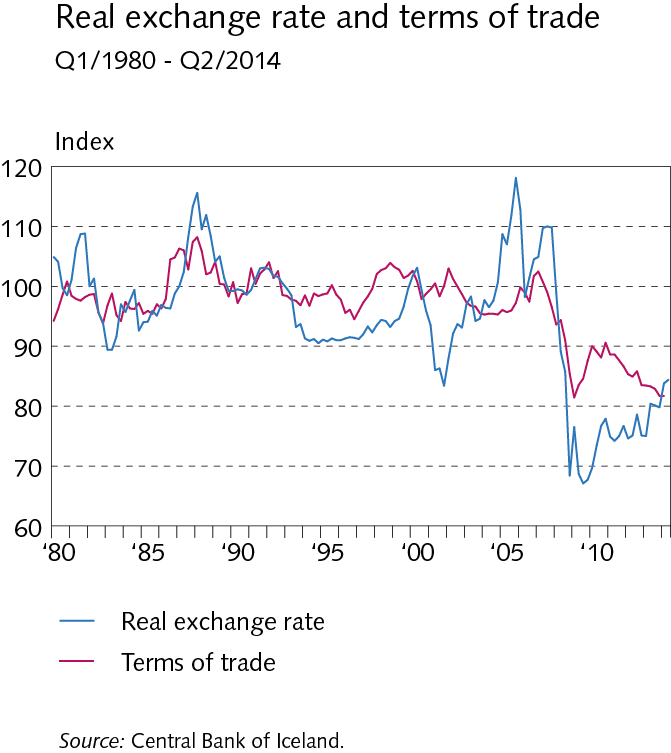 Real exchange rate and terms of trade
Q1/1980 - Q2/2014
Index
120
110
100
90
80
70
60
‘80 ‘85 ‘90 ‘95 ‘00 ‘05 ‘10
Real exchange rate
Terms of trade
Source: Central Bank of Iceland.